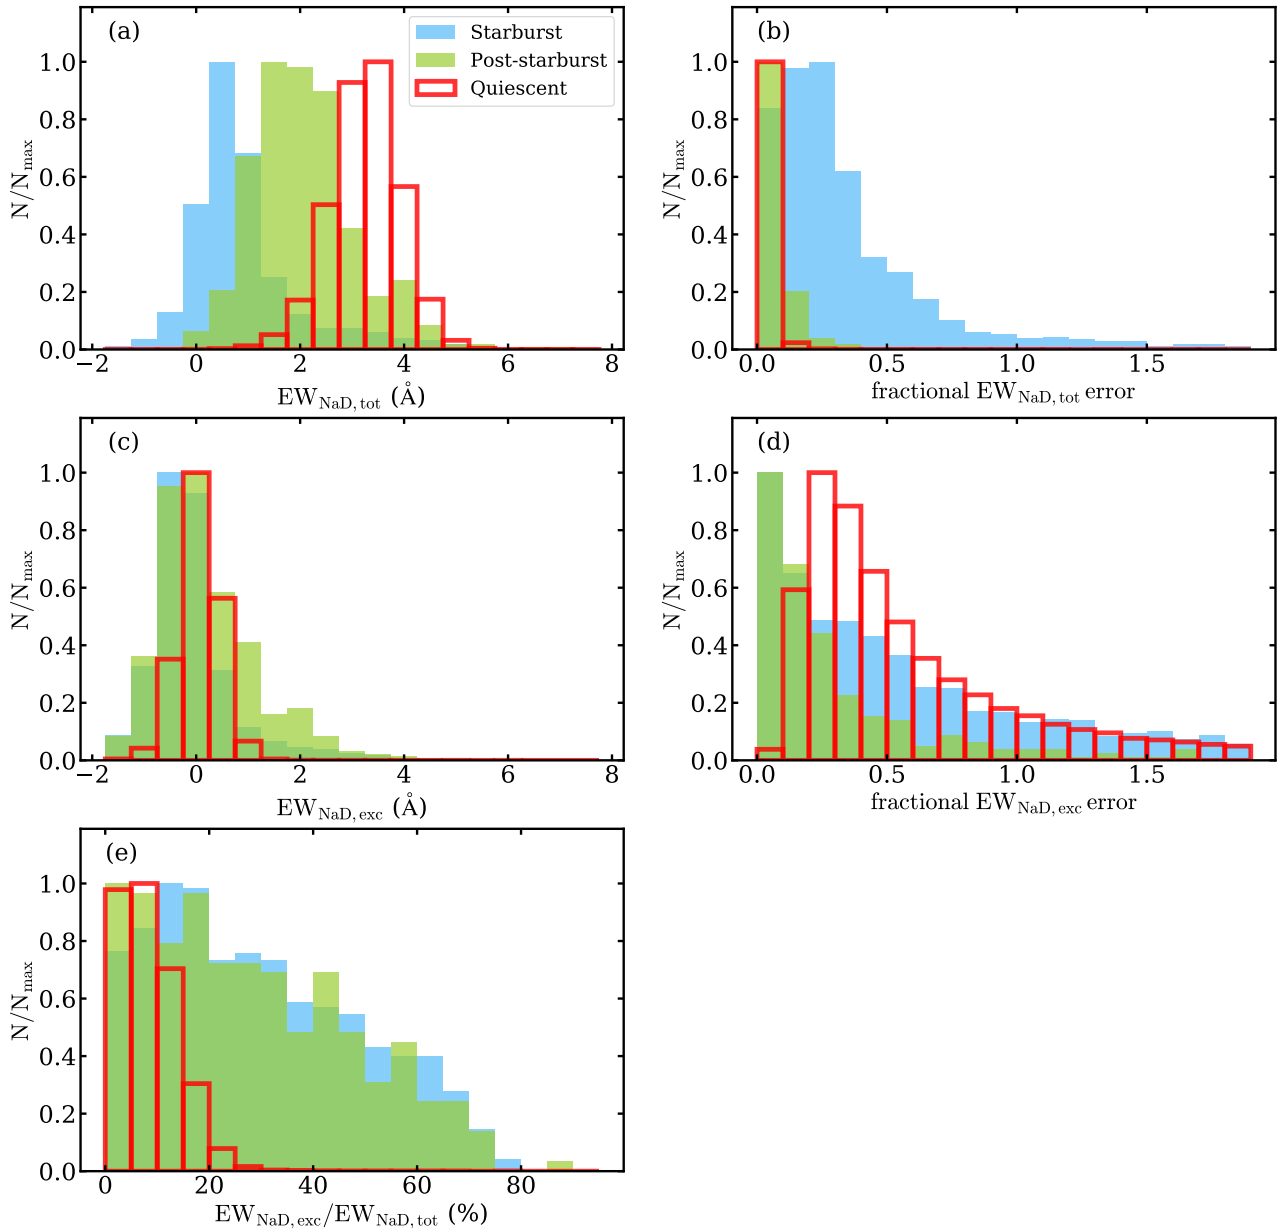 (a)
Starburst
Post-starburst
Quiescent
1.0
0.8
0.6
0.4
0.2
0.0
N/N_max
−2 0 2 4 6 8
EW_NaD, tot (Å)
(b)
1.0
0.8
0.6
0.4
0.2
0.0
N/N_max
0.0 0.5 1.0 1.5
fractional EW_NaD, tot error
(c)
1.0
0.8
0.6
0.4
0.2
0.0
N/N_max
−2 0 2 4 6 8
EW_NaD, exc (Å)
(d)
1.0
0.8
0.6
0.4
0.2
0.0
N/N_max
0.0 0.5 1.0 1.5
fractional EW_NaD, exc error
(e)
1.0
0.8
0.6
0.4
0.2
0.0
N/N_max
0 20 40 60 80
EW_NaD, exc/EW_NaD, tot (%)